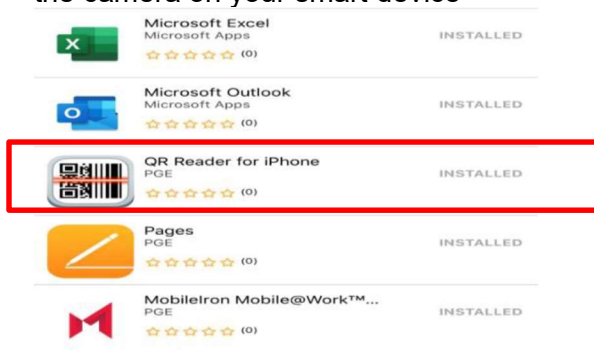 the camera on your smart device
Microsoft Excel
Microsoft Apps
INSTALLED
(0)
Microsoft Outlook
Microsoft Apps
INSTALLED
(0)
QR Reader for iPhone
PGE
INSTALLED
(0)
Pages
PGE
INSTALLED
(0)
MobileIron Mobile@Work™...
PGE
INSTALLED
(0)